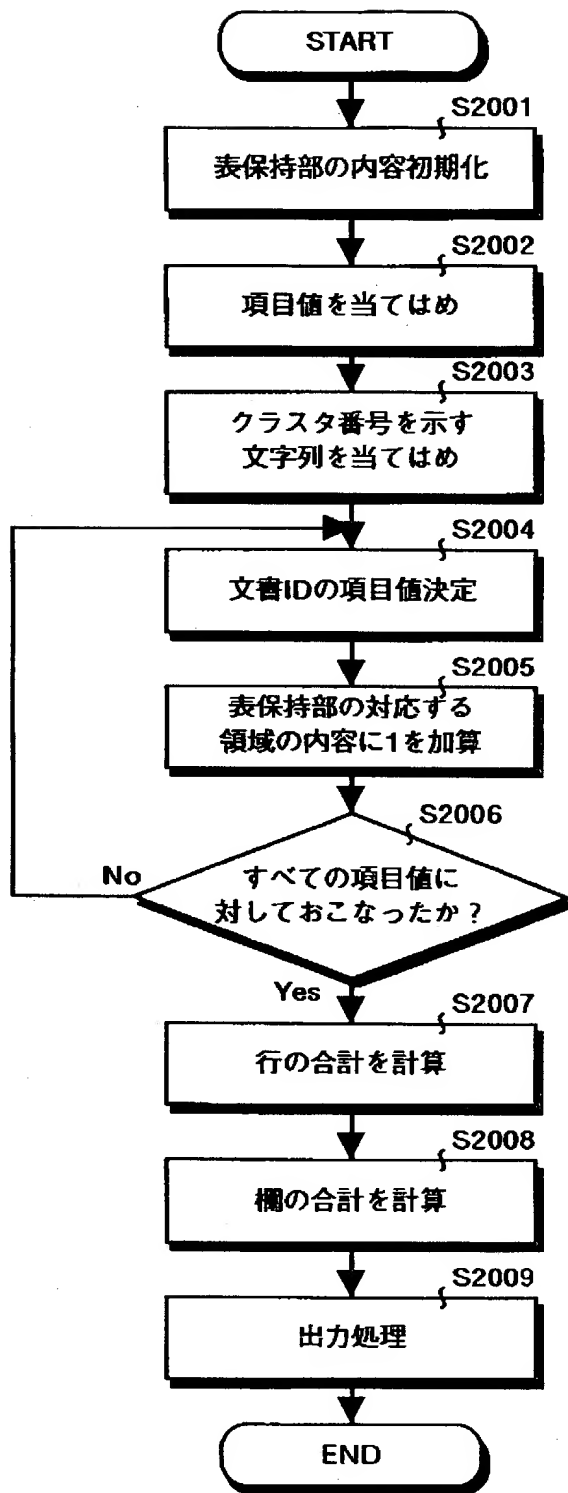 START
S2001
表保持部の内容初期化
S2002
項目値を当てはめ
S2003
クラスタ番号を示す
文字列を当てはめ
S2004
文書IDの項目値決定
S2005
表保持部の対応する
領域の内容に1を加算
S2006
すべての項目値に
対しておこなったか？
No
Yes
S2007
行の合計を計算
S2008
欄の合計を計算
S2009
出力処理
END